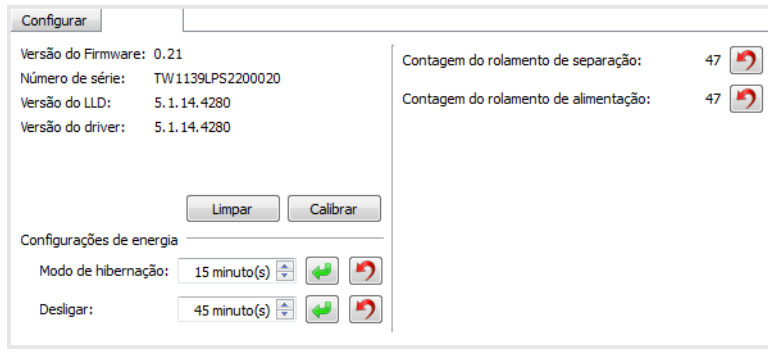 Configurar
Versão do Firmware: 0.21
Número de série: TW1139LPS2200020
Versão do LLD: 5.1.14.4280
Versão do driver: 5.1.14.4280
Limpar Calibrar
Configurações de energia
Modo de hibernação: 15 minuto(s)
Desligar: 45 minuto(s)
Contagem do rolamento de separação: 47
Contagem do rolamento de alimentação: 47